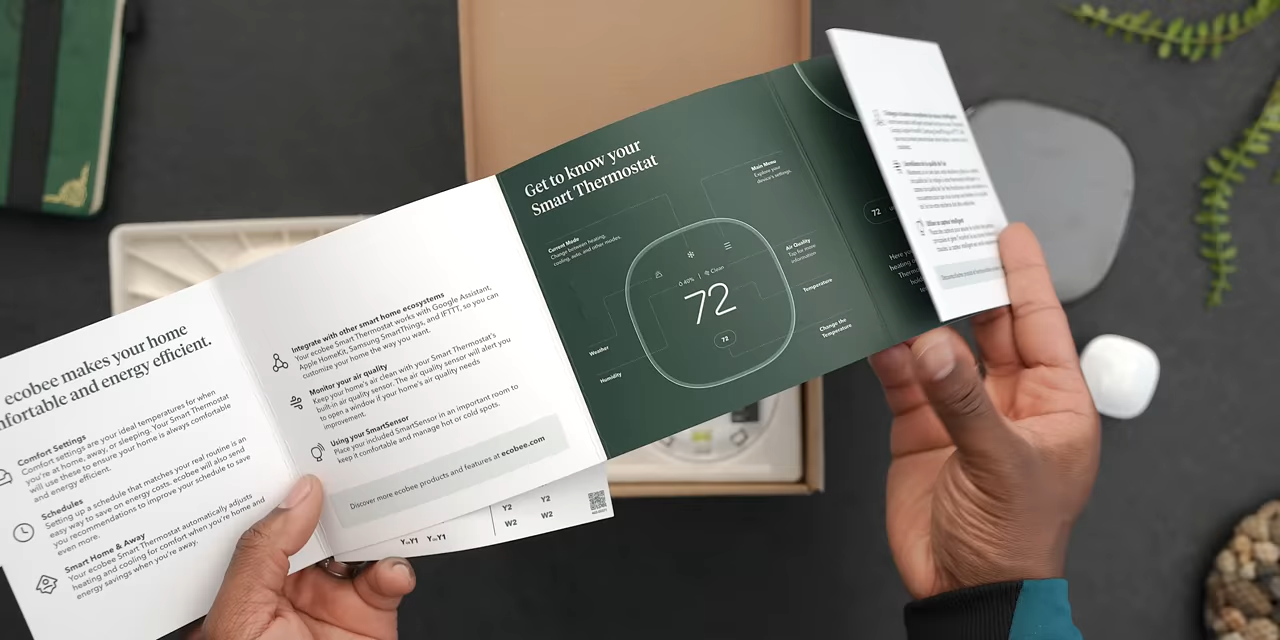 ecobee makes your home
mfortable and energy efficient.
Comfort Settings
Comfort settings are your ideal temperatures for when
you're at home, away, or sleeping. Your Smart Thermostat
will use these to ensure your home is always comfortable
and energy efficient.
Schedules
Setting up a schedule that matches your real routine is an
easy way to save on energy costs. ecobee will also send
you recommendations to improve your schedule to save
even more.
Smart Home & Away
Your ecobee Smart Thermostat automatically adjusts
heating and cooling for comfort when you're home and
energy savings when you're away.
Integrate with other smart home ecosystems
Your ecobee Smart Thermostat works with Google Assistant,
Apple HomeKit, Samsung SmartThings, and IFTTT, so you can
customize your home the way you want.
Monitor your air quality
Keep your home's air clean with your Smart Thermostat's
built-in air quality sensor. The air quality sensor will alert you
to open a window if your home's air quality needs
improvement.
Using your SmartSensor
Place your included SmartSensor in an important room to
keep it comfortable and manage hot or cold spots.
Discover more ecobee products and features at ecobee.com
Y2 Y2
W2 W2
Y1 Y1
Get to know your
Smart Thermostat
Main Menu
Explore your
device's settings.
Current Mode
Change between heating,
cooling, auto, and other modes.
Air Quality
Tap for more
information
40% | Clean
72
72
Temperature
Weather
Change the
Temperature
Humidity
72
Here yo
heating o
Therm